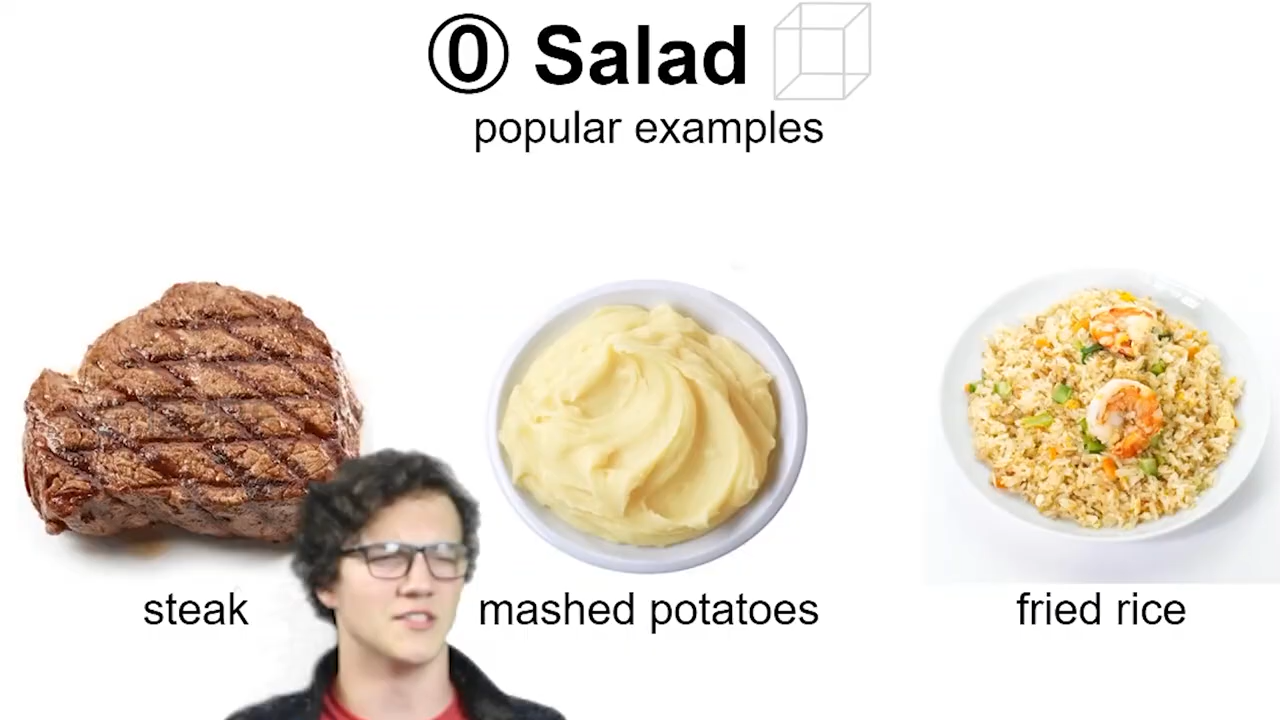 ⓪ Salad
popular examples
steak
mashed potatoes
fried rice